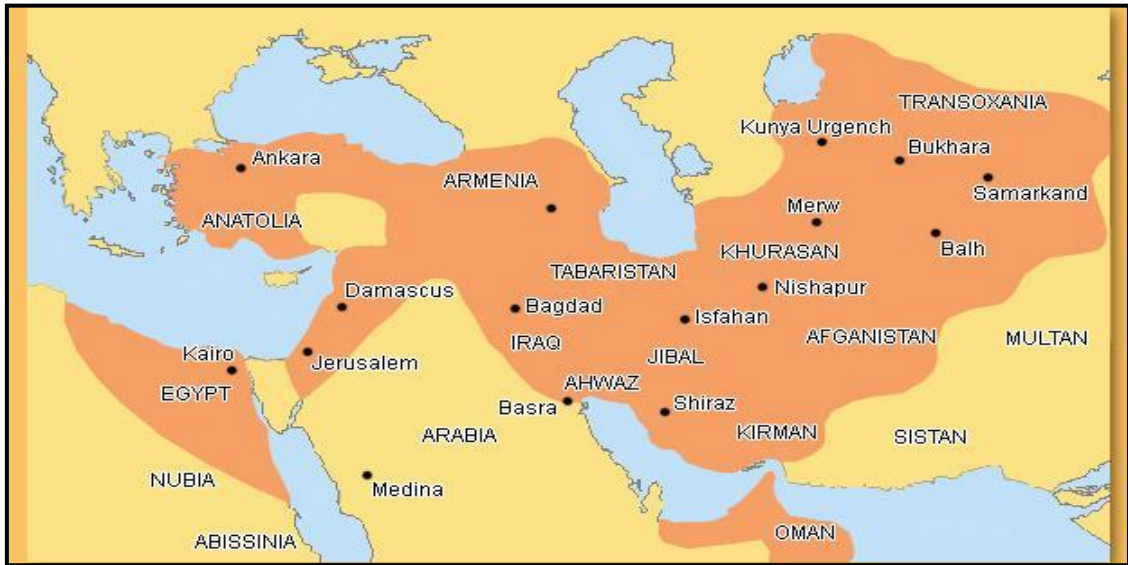 TRANSOXANIA
Kunya Urgench
Bukhara
Ankara
ARMENIA
Samarkand
Merw
ANATOLIA
KHURASAN
Balh
TABARISTAN
Damascus
Nishapur
Bagdad
Isfahan
AFGANISTAN
MULTAN
IRAQ
Kairo
Jerusalem
JIBAL
EGYPT
AHWAZ
Basra
Shiraz
ARABIA
KIRMAN
SISTAN
NUBIA
Medina
OMAN
ABISSINIA